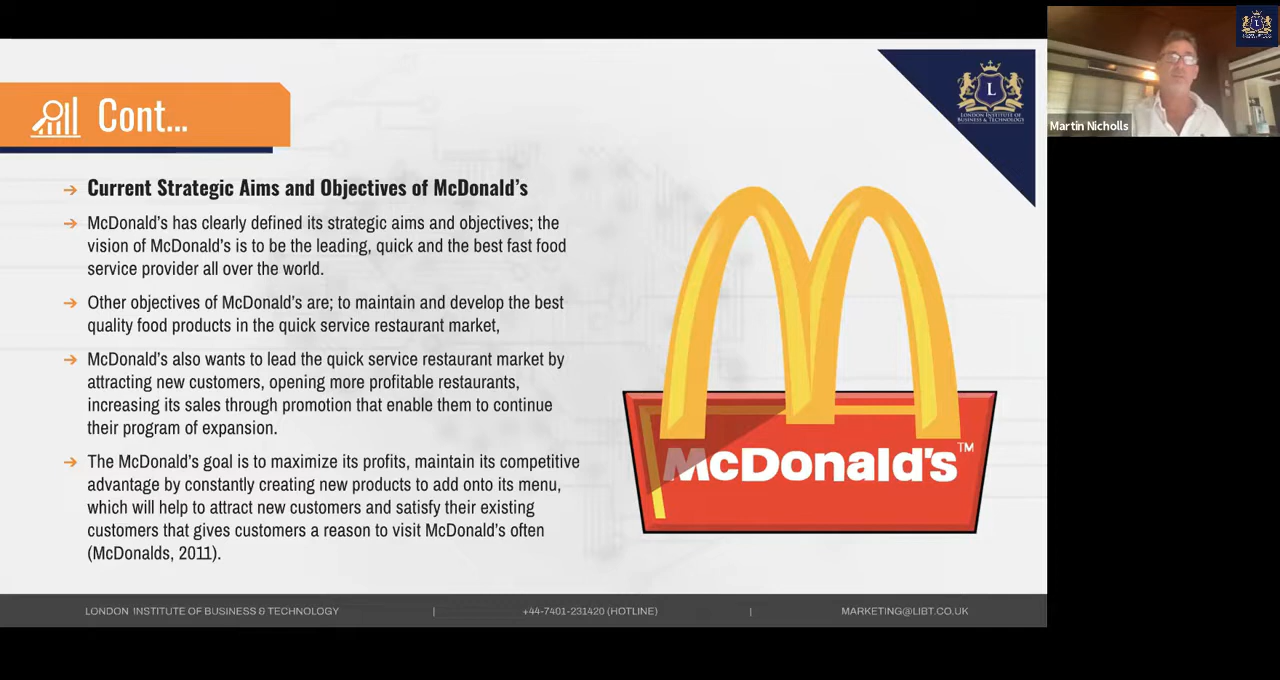 Cont...
L
LONDON INSTITUTE OF
BUSINESS & TECHNOLOGY
Martin Nicholls
L
Current Strategic Aims and Objectives of McDonald's
McDonald's has clearly defined its strategic aims and objectives; the
vision of McDonald's is to be the leading, quick and the best fast food
service provider all over the world.
Other objectives of McDonald's are; to maintain and develop the best
quality food products in the quick service restaurant market,
McDonald's also wants to lead the quick service restaurant market by
attracting new customers, opening more profitable restaurants,
increasing its sales through promotion that enable them to continue
their program of expansion.
The McDonald's goal is to maximize its profits, maintain its competitive
advantage by constantly creating new products to add onto its menu,
which will help to attract new customers and satisfy their existing
customers that gives customers a reason to visit McDonald's often
(McDonalds, 2011).
McDonald's™
LONDON INSTITUTE OF BUSINESS & TECHNOLOGY | +44-7401-231420 (HOTLINE) | MARKETING@LIBT.CO.UK